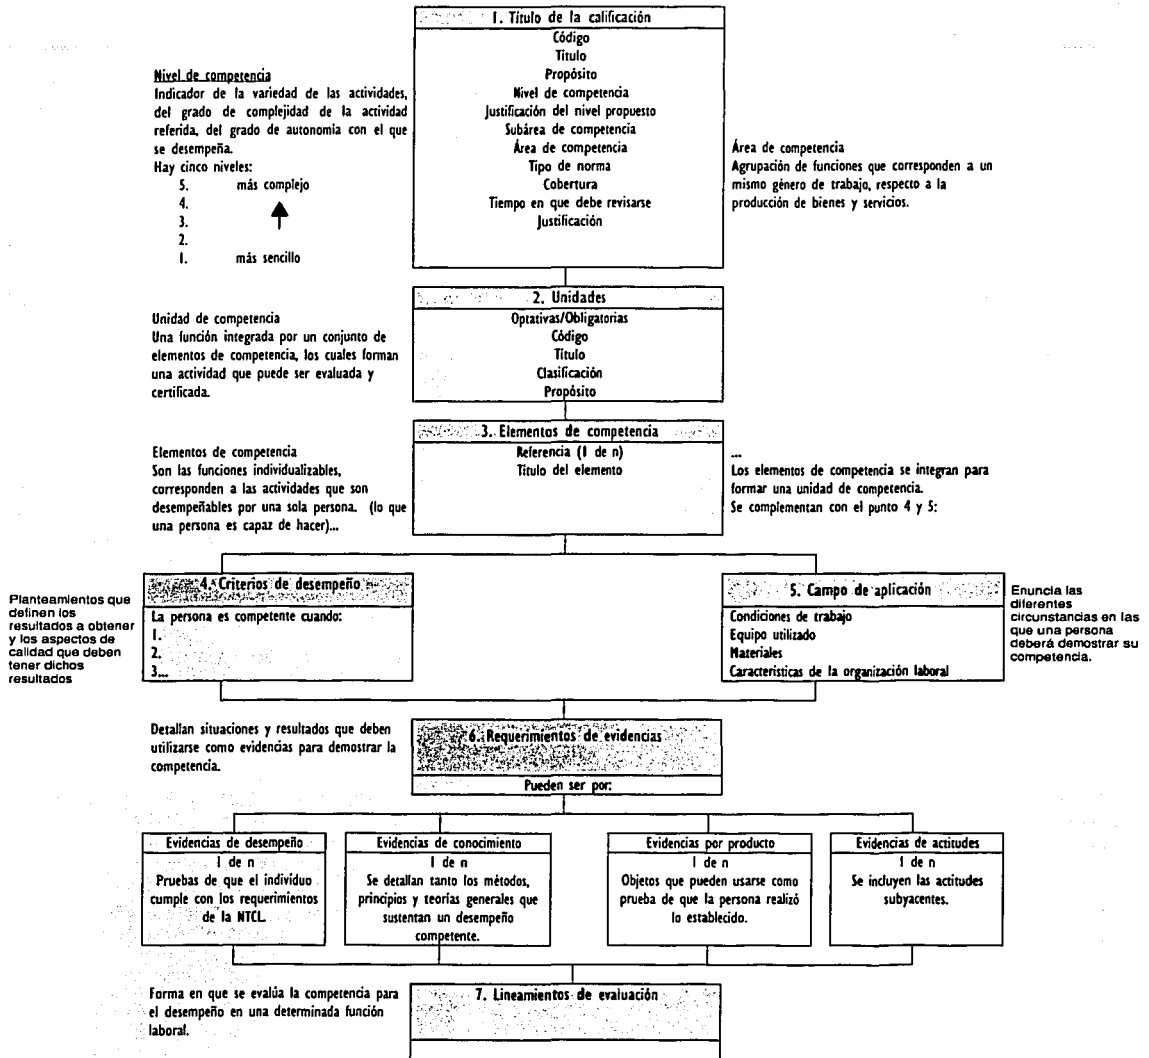 1. Título de la calificación
Código
Título
Propósito
Nivel de competencia
Justificación del nivel propuesto
Subárea de competencia
Área de competencia
Tipo de norma
Cobertura
Tiempo en que debe revisarse
Justificación
Nivel de competencia
Indicador de la variedad de las actividades,
del grado de complejidad de la actividad
referida, del grado de autonomía con el que
se desempeña.
Hay cinco niveles:
5. más complejo
4.
3.
2.
1. más sencillo
Área de competencia
Agrupación de funciones que corresponden a un
mismo género de trabajo, respecto a la
producción de bienes y servicios.
2. Unidades
Optativas/Obligatorias
Código
Título
Clasificación
Propósito
Unidad de competencia
Una función integrada por un conjunto de
elementos de competencia, los cuales forman
una actividad que puede ser evaluada y
certificada.
3. Elementos de competencia
Referencia (1 de n)
Título del elemento
Elementos de competencia
Son las funciones individualizables,
corresponden a las actividades que son
desempeñables por una sola persona. (lo que
una persona es capaz de hacer)...
...
Los elementos de competencia se integran para
formar una unidad de competencia.
Se complementan con el punto 4 y 5:
4. Criterios de desempeño
La persona es competente cuando:
1.
2.
3...
Planteamientos que
definen los
resultados a obtener
y los aspectos de
calidad que deben
tener dichos
resultados
5. Campo de aplicación
Condiciones de trabajo
Equipo utilizado
Materiales
Características de la organización laboral
Enuncia las
diferentes
circunstancias en las
que una persona
deberá demostrar su
competencia.
Detallan situaciones y resultados que deben
utilizarse como evidencias para demostrar la
competencia.
6. Requerimientos de evidencias
Pueden ser por:
Evidencias de desempeño
1 de n
Pruebas de que el individuo
cumple con los requerimientos
de la NTCL
Evidencias de conocimiento
1 de n
Se detallan tanto los métodos,
principios y teorías generales que
sustentan un desempeño
competente.
Evidencias por producto
1 de n
Objetos que pueden usarse como
prueba de que la persona realizó
lo establecido.
Evidencias de actitudes
1 de n
Se incluyen las actitudes
subyacentes.
Forma en que se evalúa la competencia para
el desempeño en una determinada función
laboral.
7. Lineamientos de evaluación